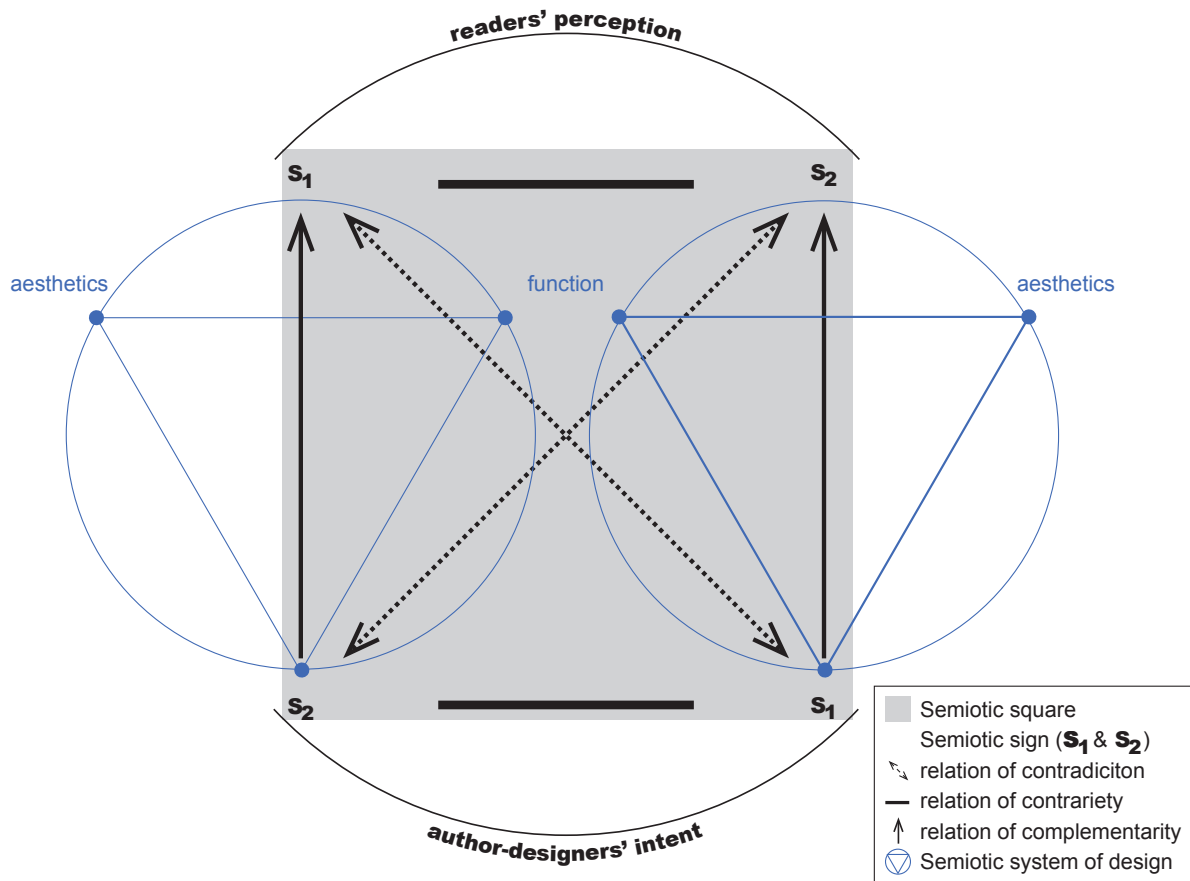 readers’ perception
s₁
s₂
aesthetics
function
aesthetics
s₂
s₁
author-designers’ intent
Semiotic square
Semiotic sign (s₁ & s₂)
relation of contradiciton
relation of contrariety
relation of complementarity
Semiotic system of design